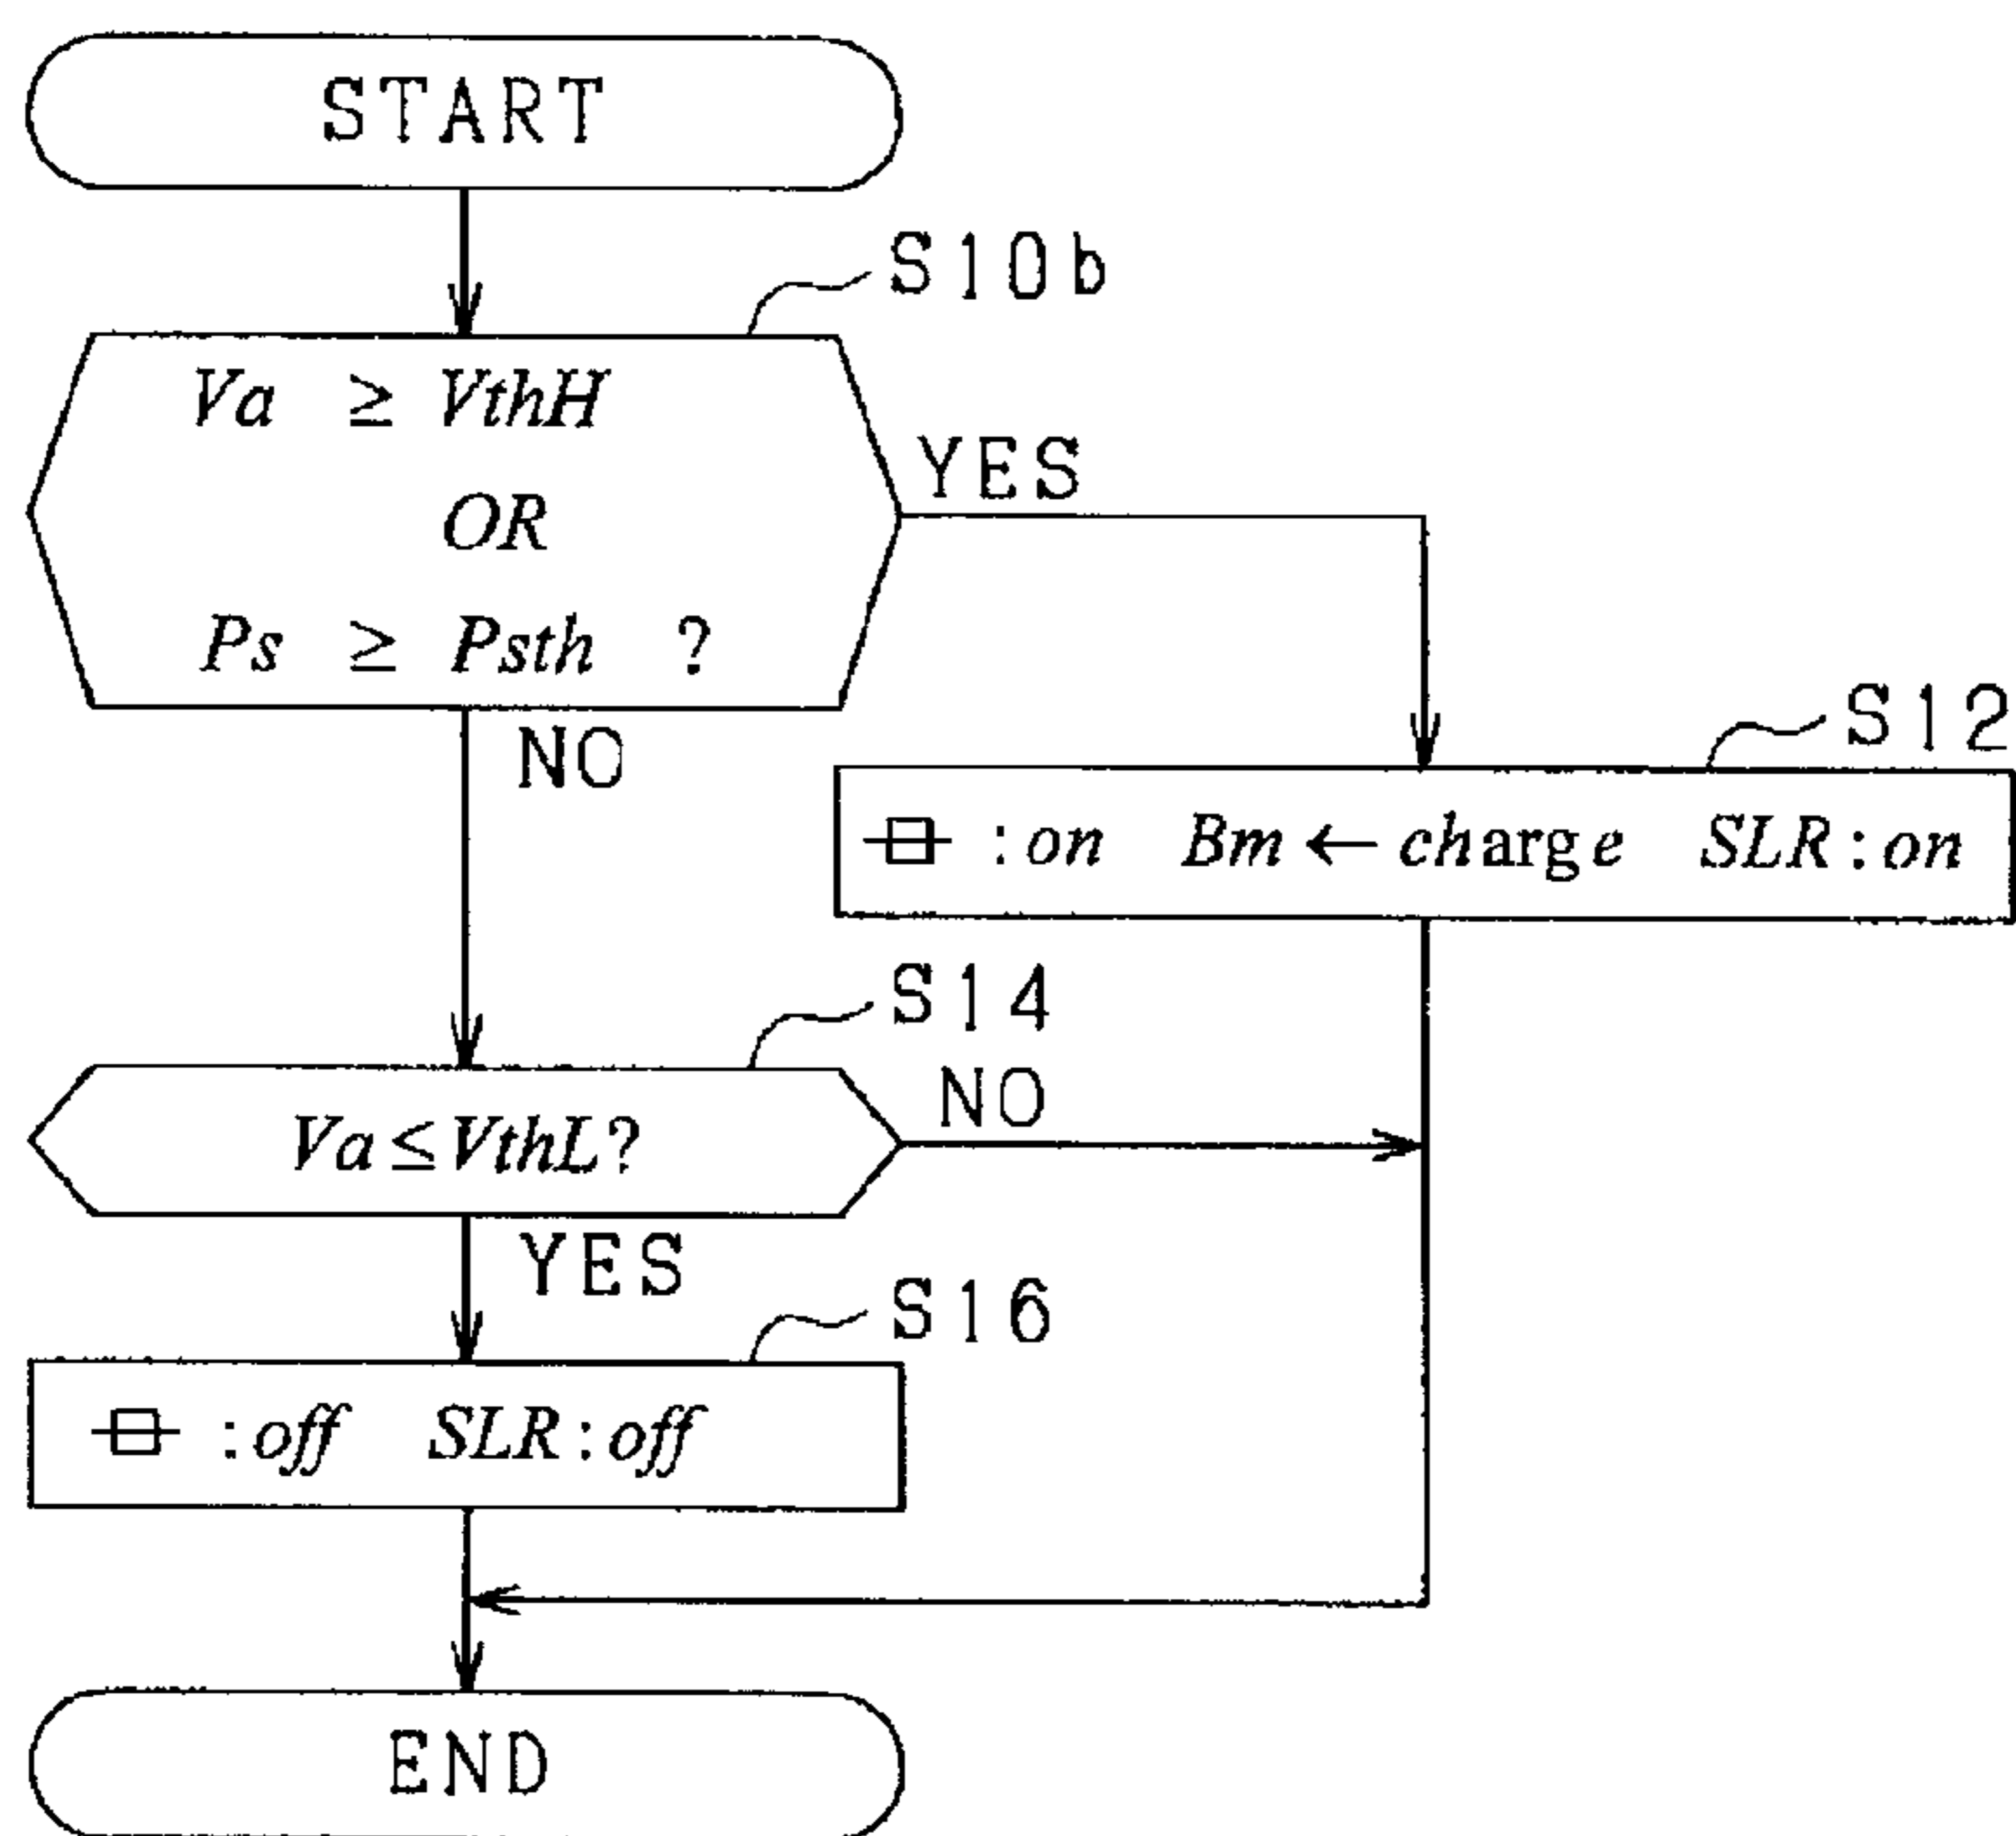 START
S10b
Va ≥ VthH
OR
Ps ≥ Psth ?
YES
NO
S12
:on Bm ← charge SLR:on
S14
Va≤VthL?
NO
YES
S16
:off SLR:off
END